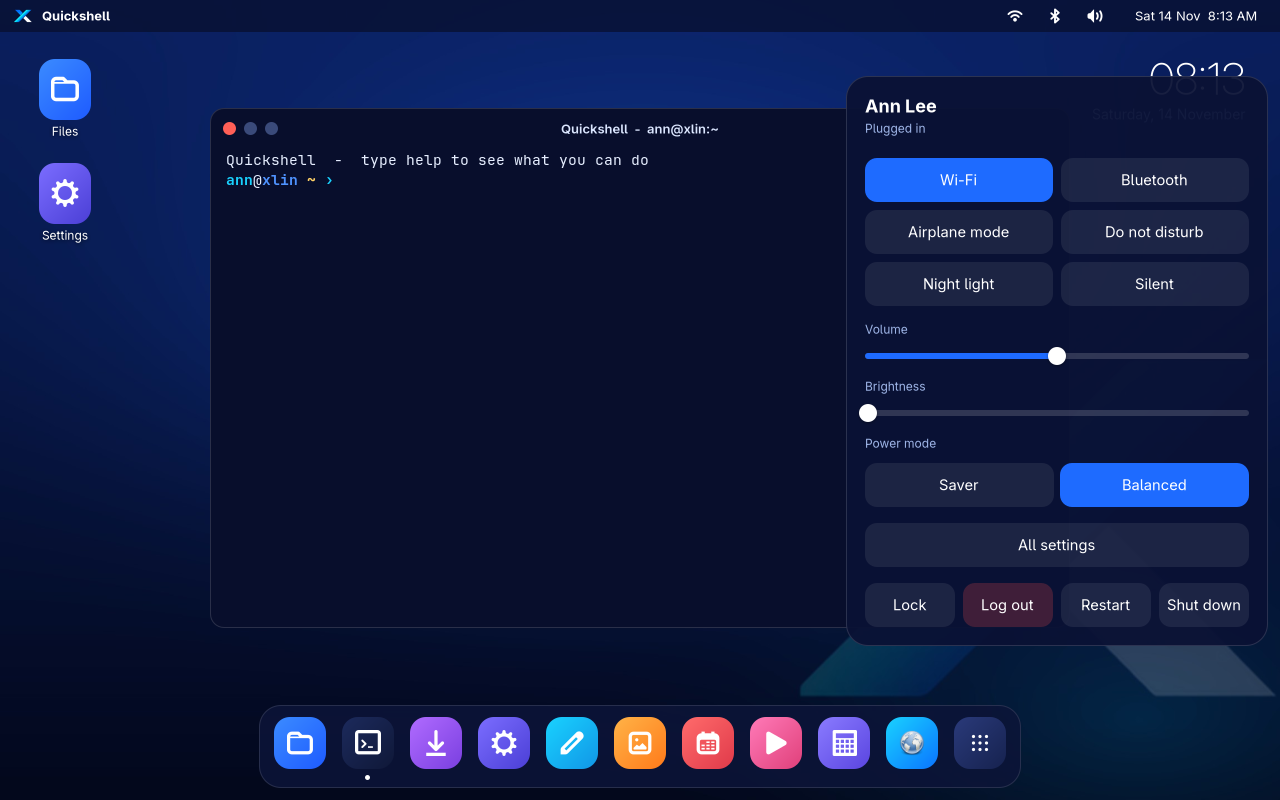 Quickshell
Sat 14 Nov 8:13 AM
Files
Settings
08:13
Saturday, 14 November
Quickshell - ann@xlin:~
Quickshell - type help to see what you can do
ann@xlin ~ ›
Ann Lee
Plugged in
Wi-Fi
Bluetooth
Airplane mode
Do not disturb
Night light
Silent
Volume
Brightness
Power mode
Saver
Balanced
All settings
Lock
Log out
Restart
Shut down